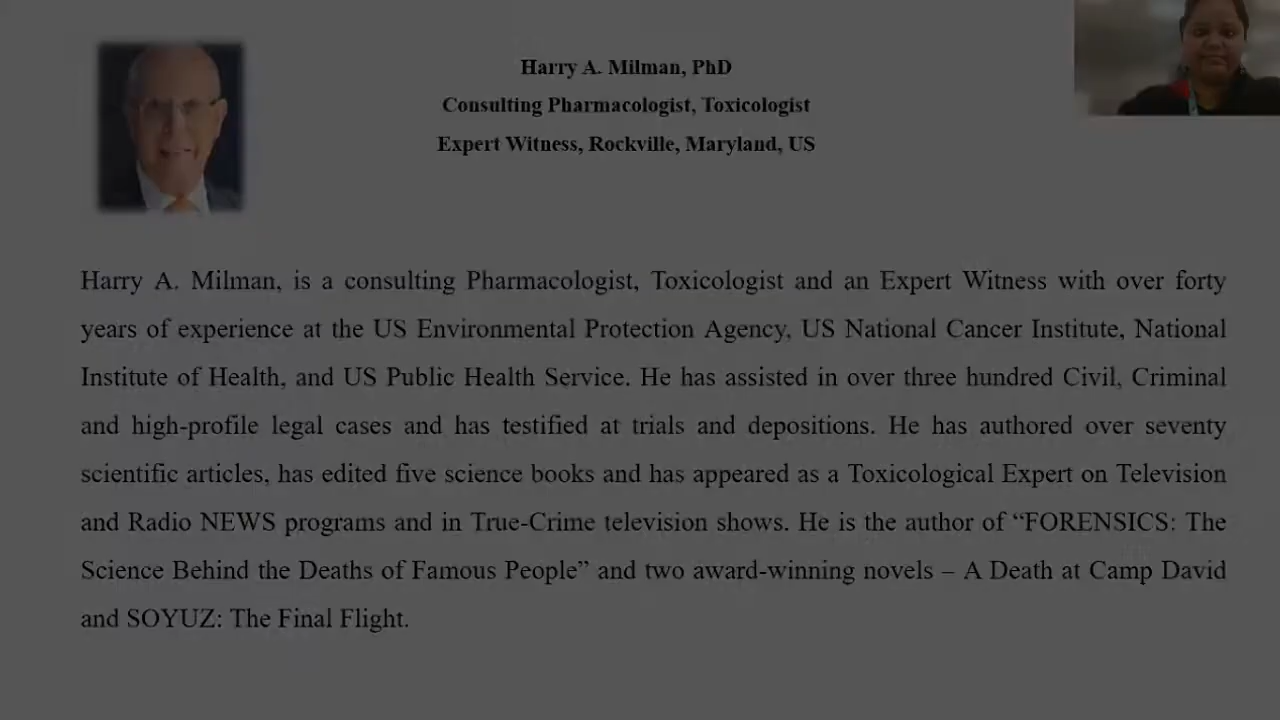 Harry A. Milman, PhD
Consulting Pharmacologist, Toxicologist
Expert Witness, Rockville, Maryland, US
Harry A. Milman, is a consulting Pharmacologist, Toxicologist and an Expert Witness with over forty
years of experience at the US Environmental Protection Agency, US National Cancer Institute, National
Institute of Health, and US Public Health Service. He has assisted in over three hundred Civil, Criminal
and high-profile legal cases and has testified at trials and depositions. He has authored over seventy
scientific articles, has edited five science books and has appeared as a Toxicological Expert on Television
and Radio NEWS programs and in True-Crime television shows. He is the author of “FORENSICS: The
Science Behind the Deaths of Famous People” and two award-winning novels – A Death at Camp David
and SOYUZ: The Final Flight.